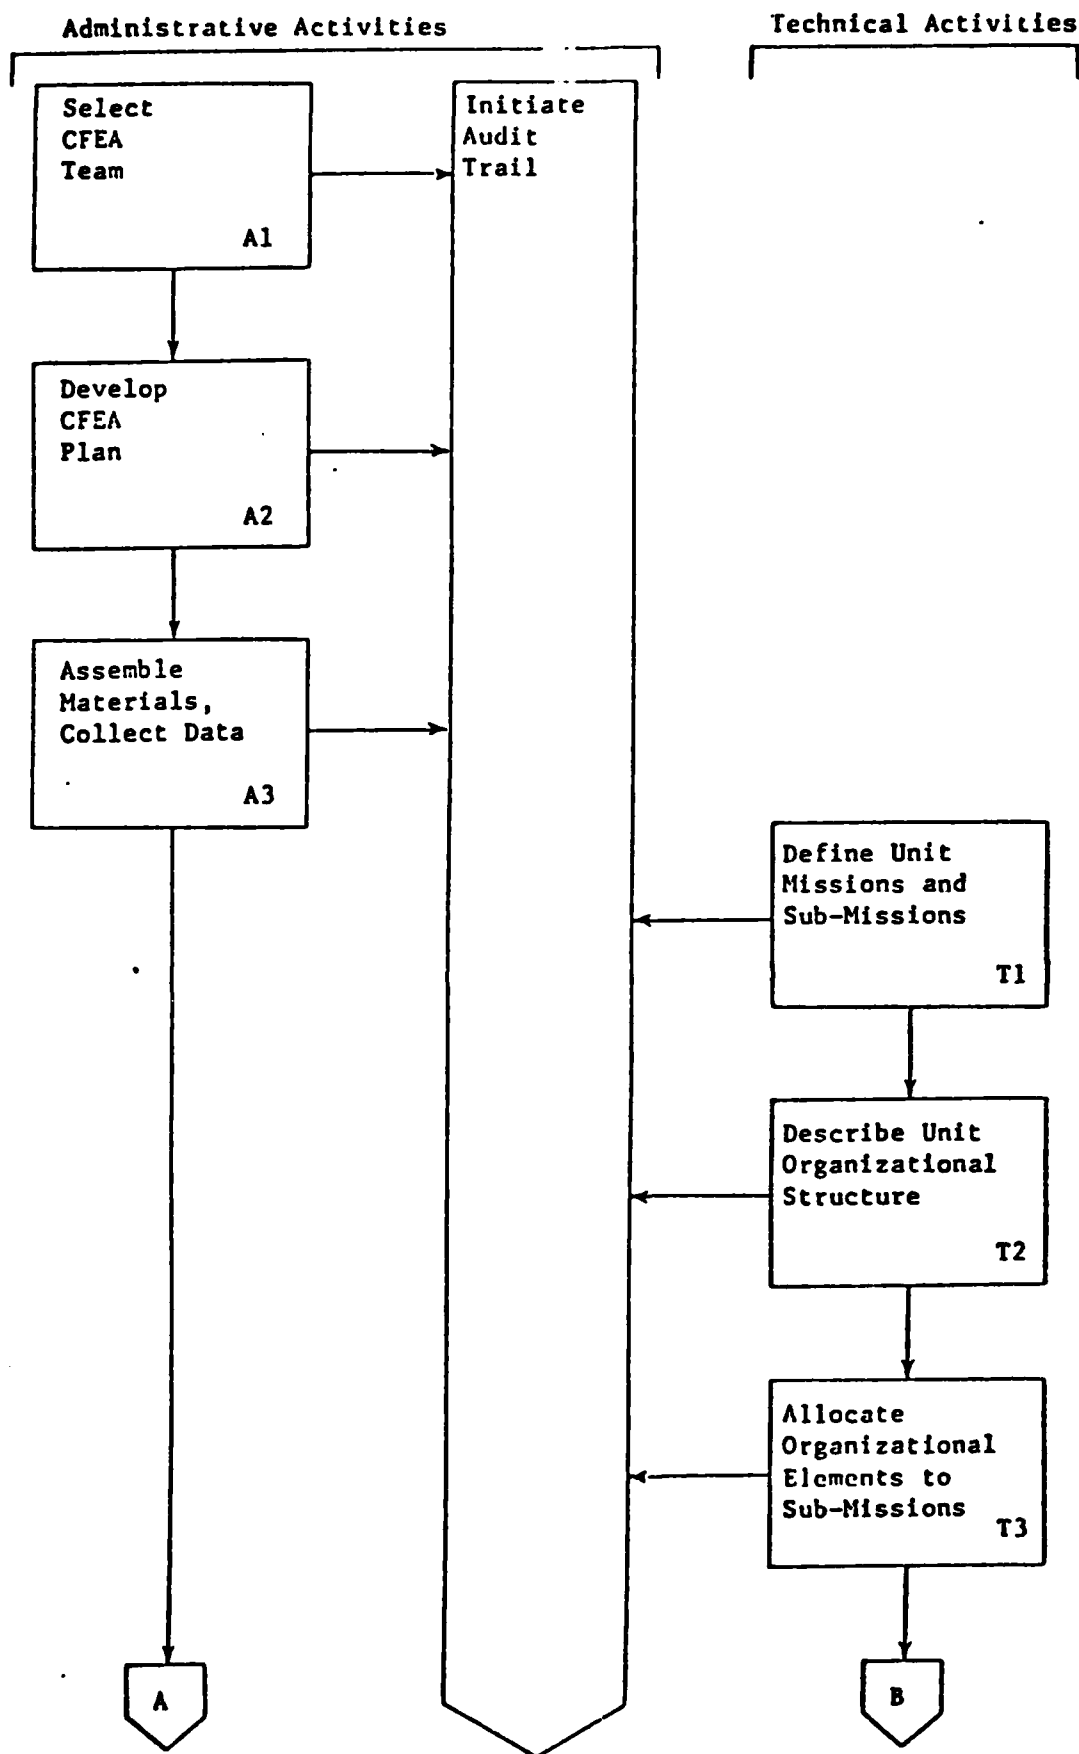 Administrative Activities
Technical Activities
Select
CFEA
Team
A1
Initiate
Audit
Trail
Develop
CFEA
Plan
A2
Assemble
Materials,
Collect Data
A3
Define Unit
Missions and
Sub-Missions
T1
Describe Unit
Organizational
Structure
T2
Allocate
Organizational
Elements to
Sub-Missions
T3
A
B